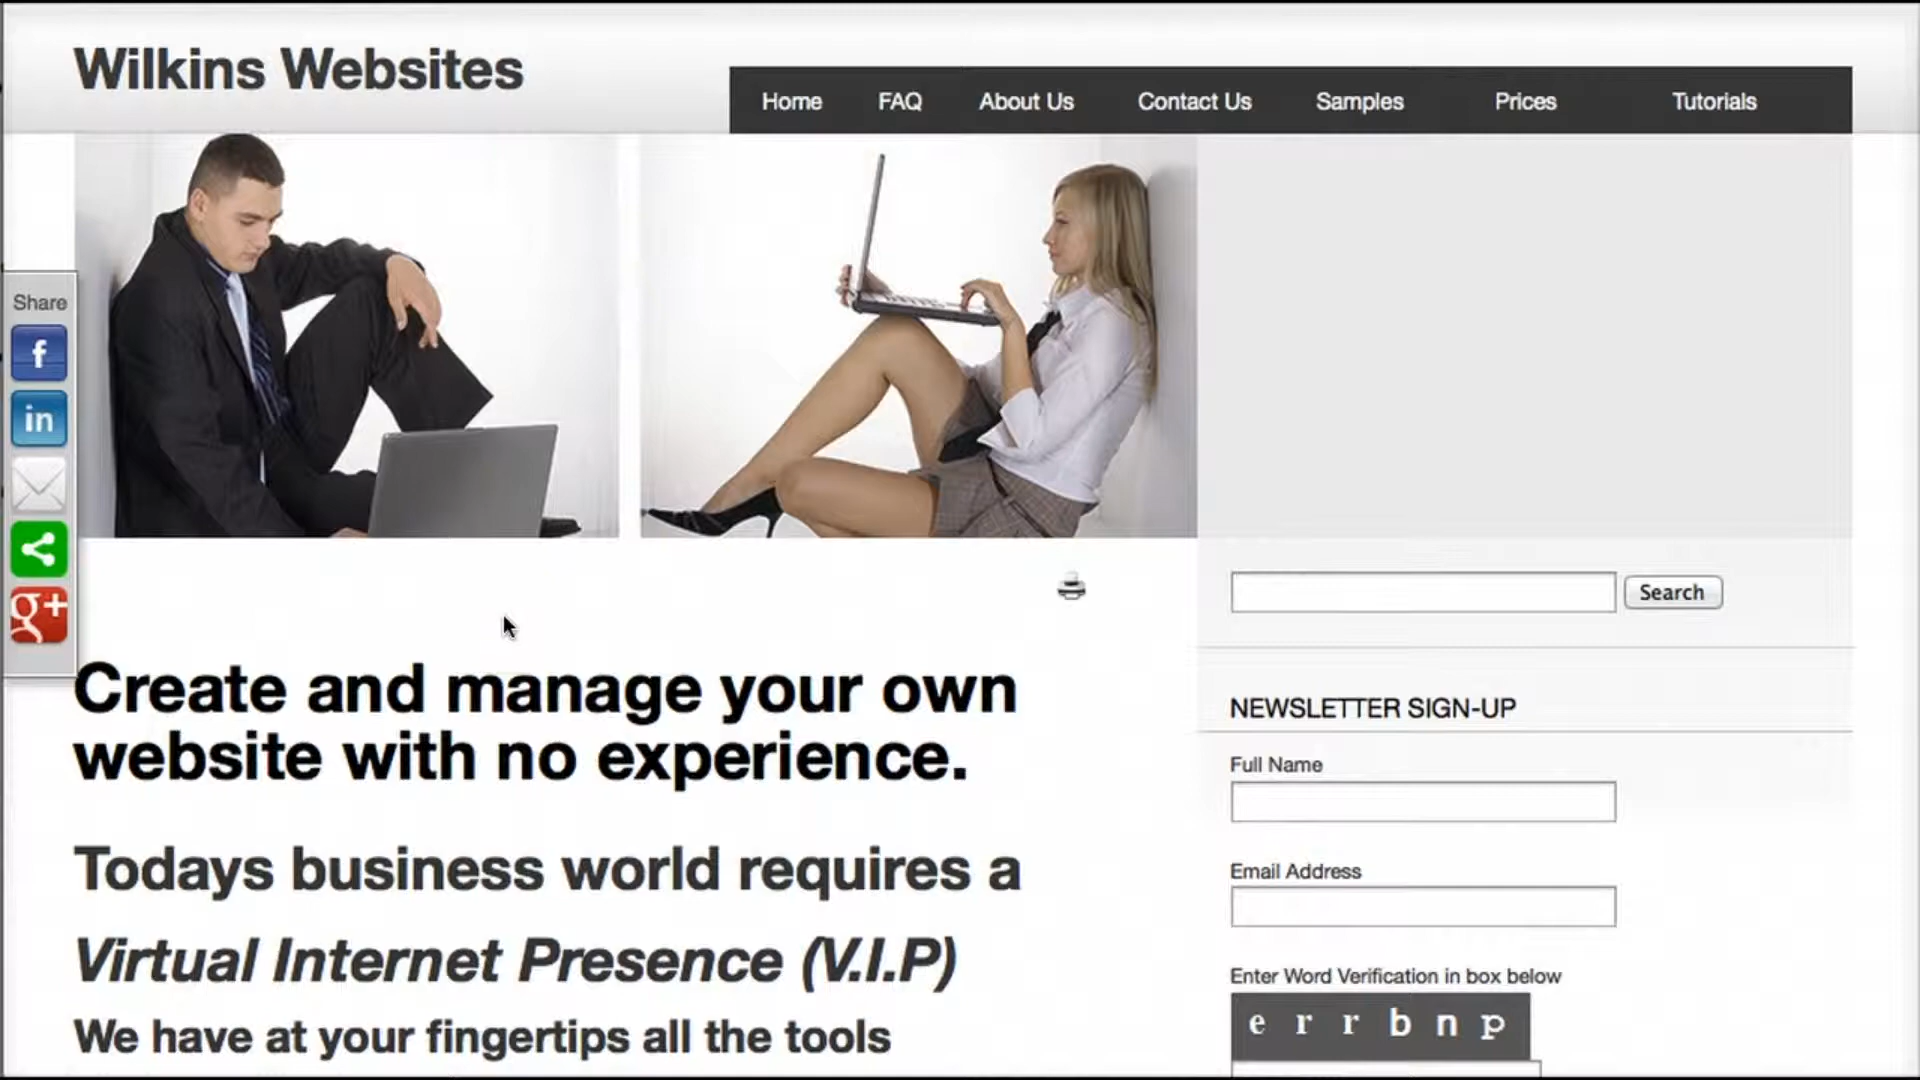 Wilkins Websites
Home FAQ About Us Contact Us Samples Prices Tutorials
Share
f
in
g+
Search
Create and manage your own
website with no experience.
Todays business world requires a
Virtual Internet Presence (V.I.P)
We have at your fingertips all the tools
NEWSLETTER SIGN-UP
Full Name
Email Address
Enter Word Verification in box below
e r r b n p